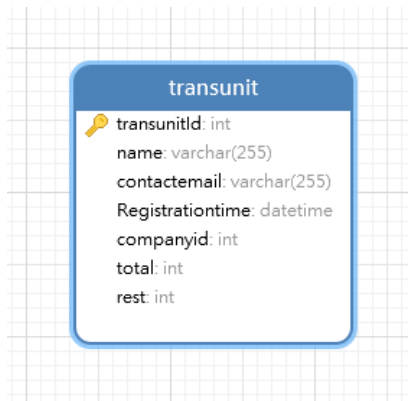 transunit
transunitId: int
name: varchar(255)
contactemail: varchar(255)
Registrationtime: datetime
companyid: int
total: int
rest: int